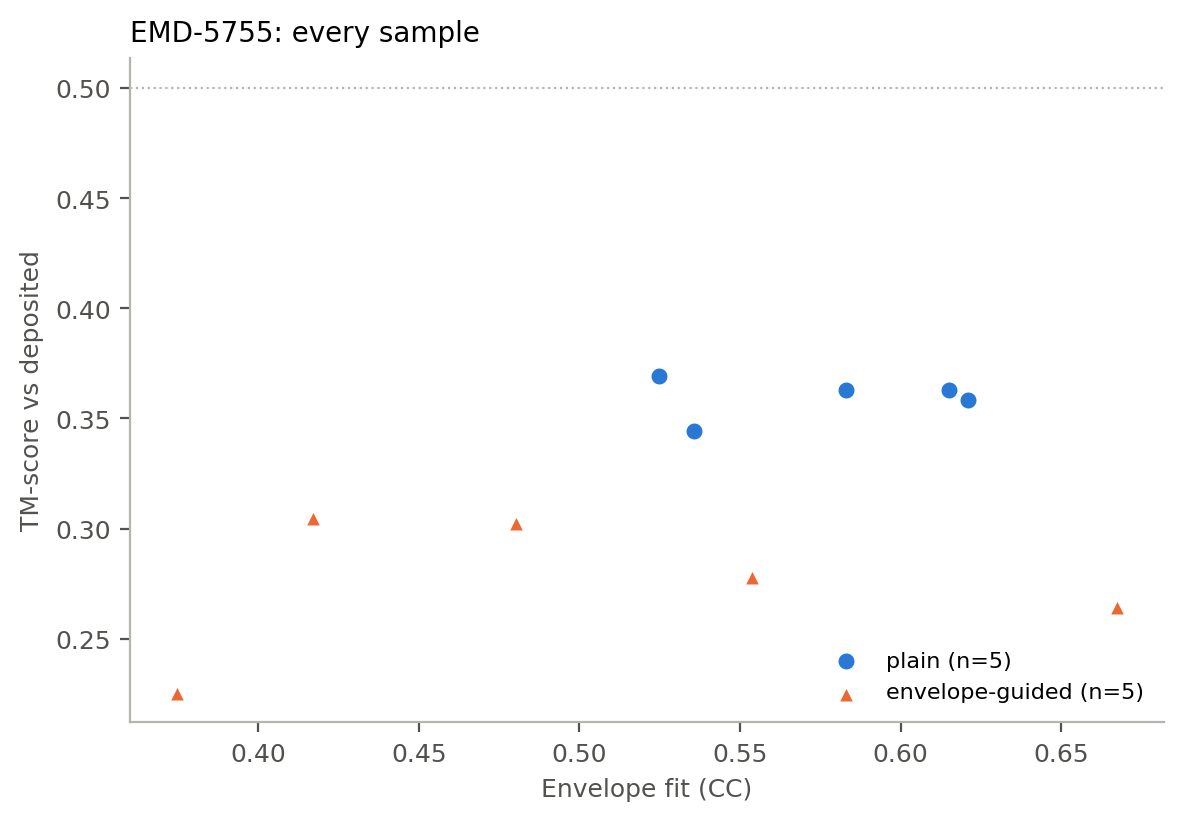 EMD-5755: every sample
0.50
0.45
0.40
0.35
0.30
0.25
TM-score vs deposited
plain (n=5)
envelope-guided (n=5)
0.40 0.45 0.50 0.55 0.60 0.65
Envelope fit (CC)